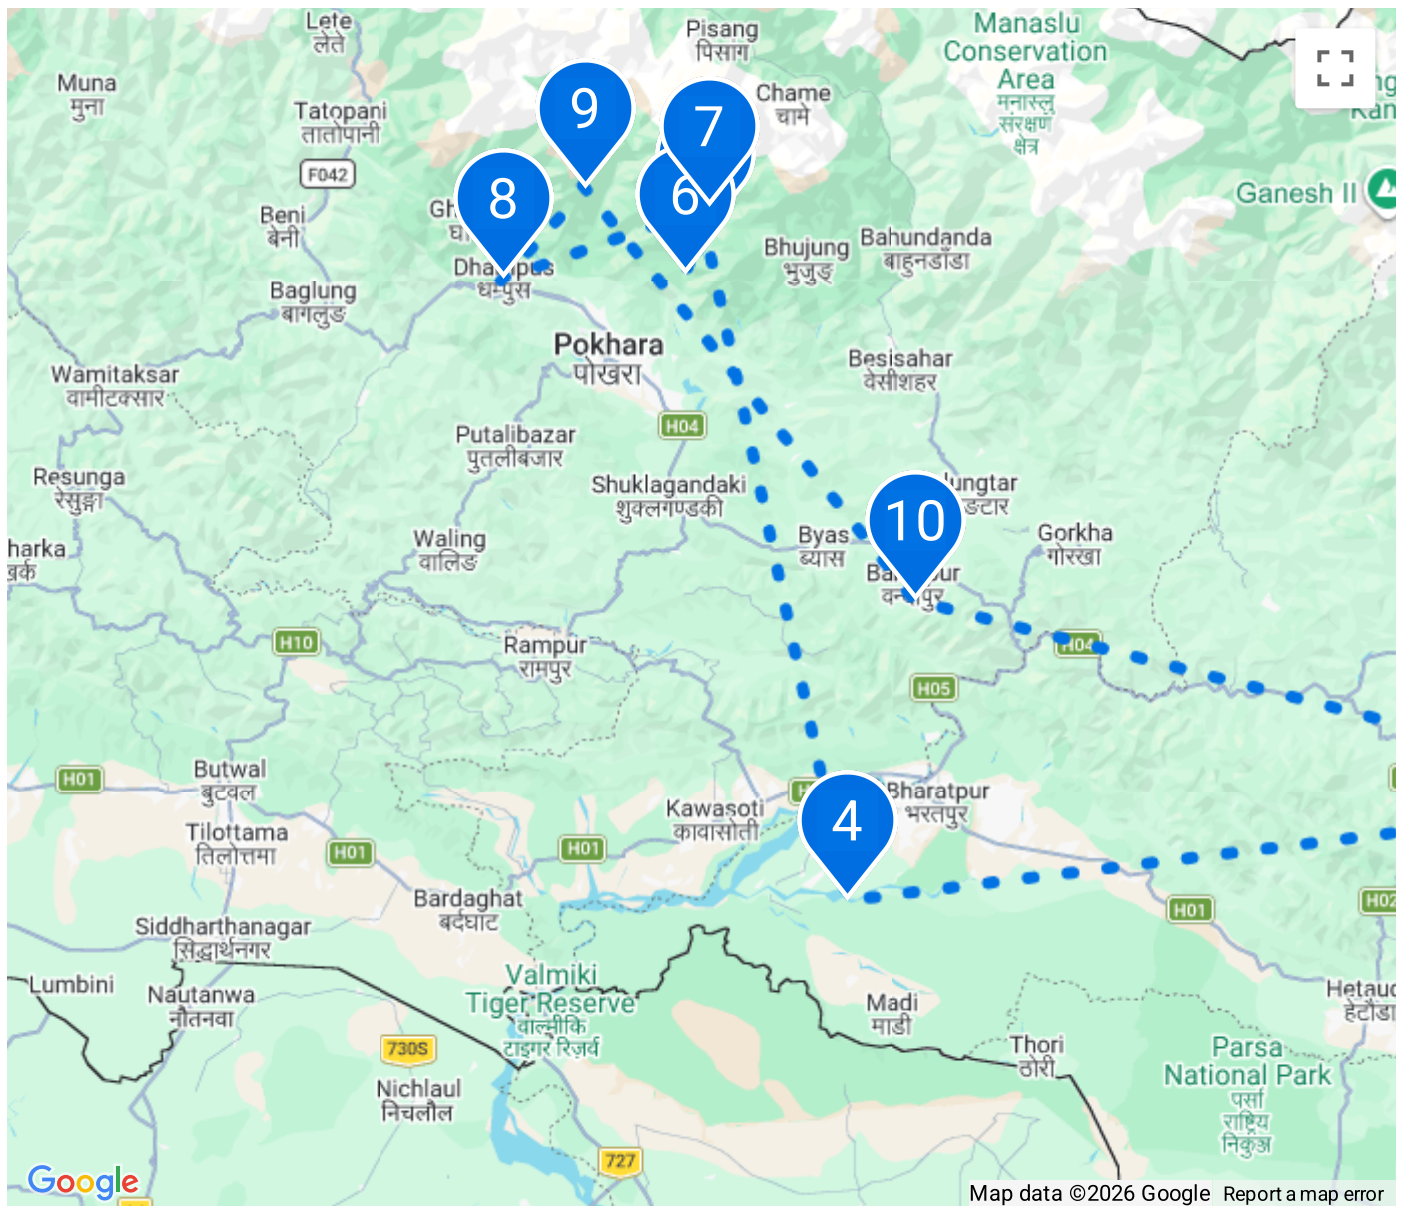 Lete
लेते
Pisang
पिसाग
Manaslu
Conservation
Area
मनास्लु
संरक्षण
क्षेत्र
Muna
मुना
Chame
चामे
Tatopani
तातोपानी
9
7
F042
8
6
Ganesh II
Beni
बेनी
Bhujung
भुजुङ्
Bahundanda
बाहुनडाँडा
धम्पुस
Baglung
बागलुङ
Pokhara
पोखरा
Besisahar
वेसीशहर
Wamitaksar
वामीटक्सार
H04
Putalibazar
पुतलीबजार
Resunga
रेसुङ्गा
Shuklagandaki
शुक्लगण्डकी
10
Byas
ब्यास
Gorkha
गोरखा
Waling
वालिङ
harka
H10
Rampur
रामपुर
H04
H05
H01
Butwal
बुटवल
Kawasoti
कावासोती
4
Bharatpur
भरतपुर
Tilottama
तिलोत्तमा
H01
H01
Bardaghat
बर्दघाट
H01
H02
Siddharthanagar
सिद्धार्थनगर
Lumbini
Nautanwa
नौतनवा
Valmiki
Tiger Reserve
वाल्मीकि
टाइगर रिज़र्व
Madi
माडी
Hetau
हेटौडा
730S
Thori
ठोरी
Parsa
National Park
पर्सा
राष्ट्रिय
निकुञ्ज
Nichlaul
निचलौल
727
Google
Map data ©2026 Google
Report a map error